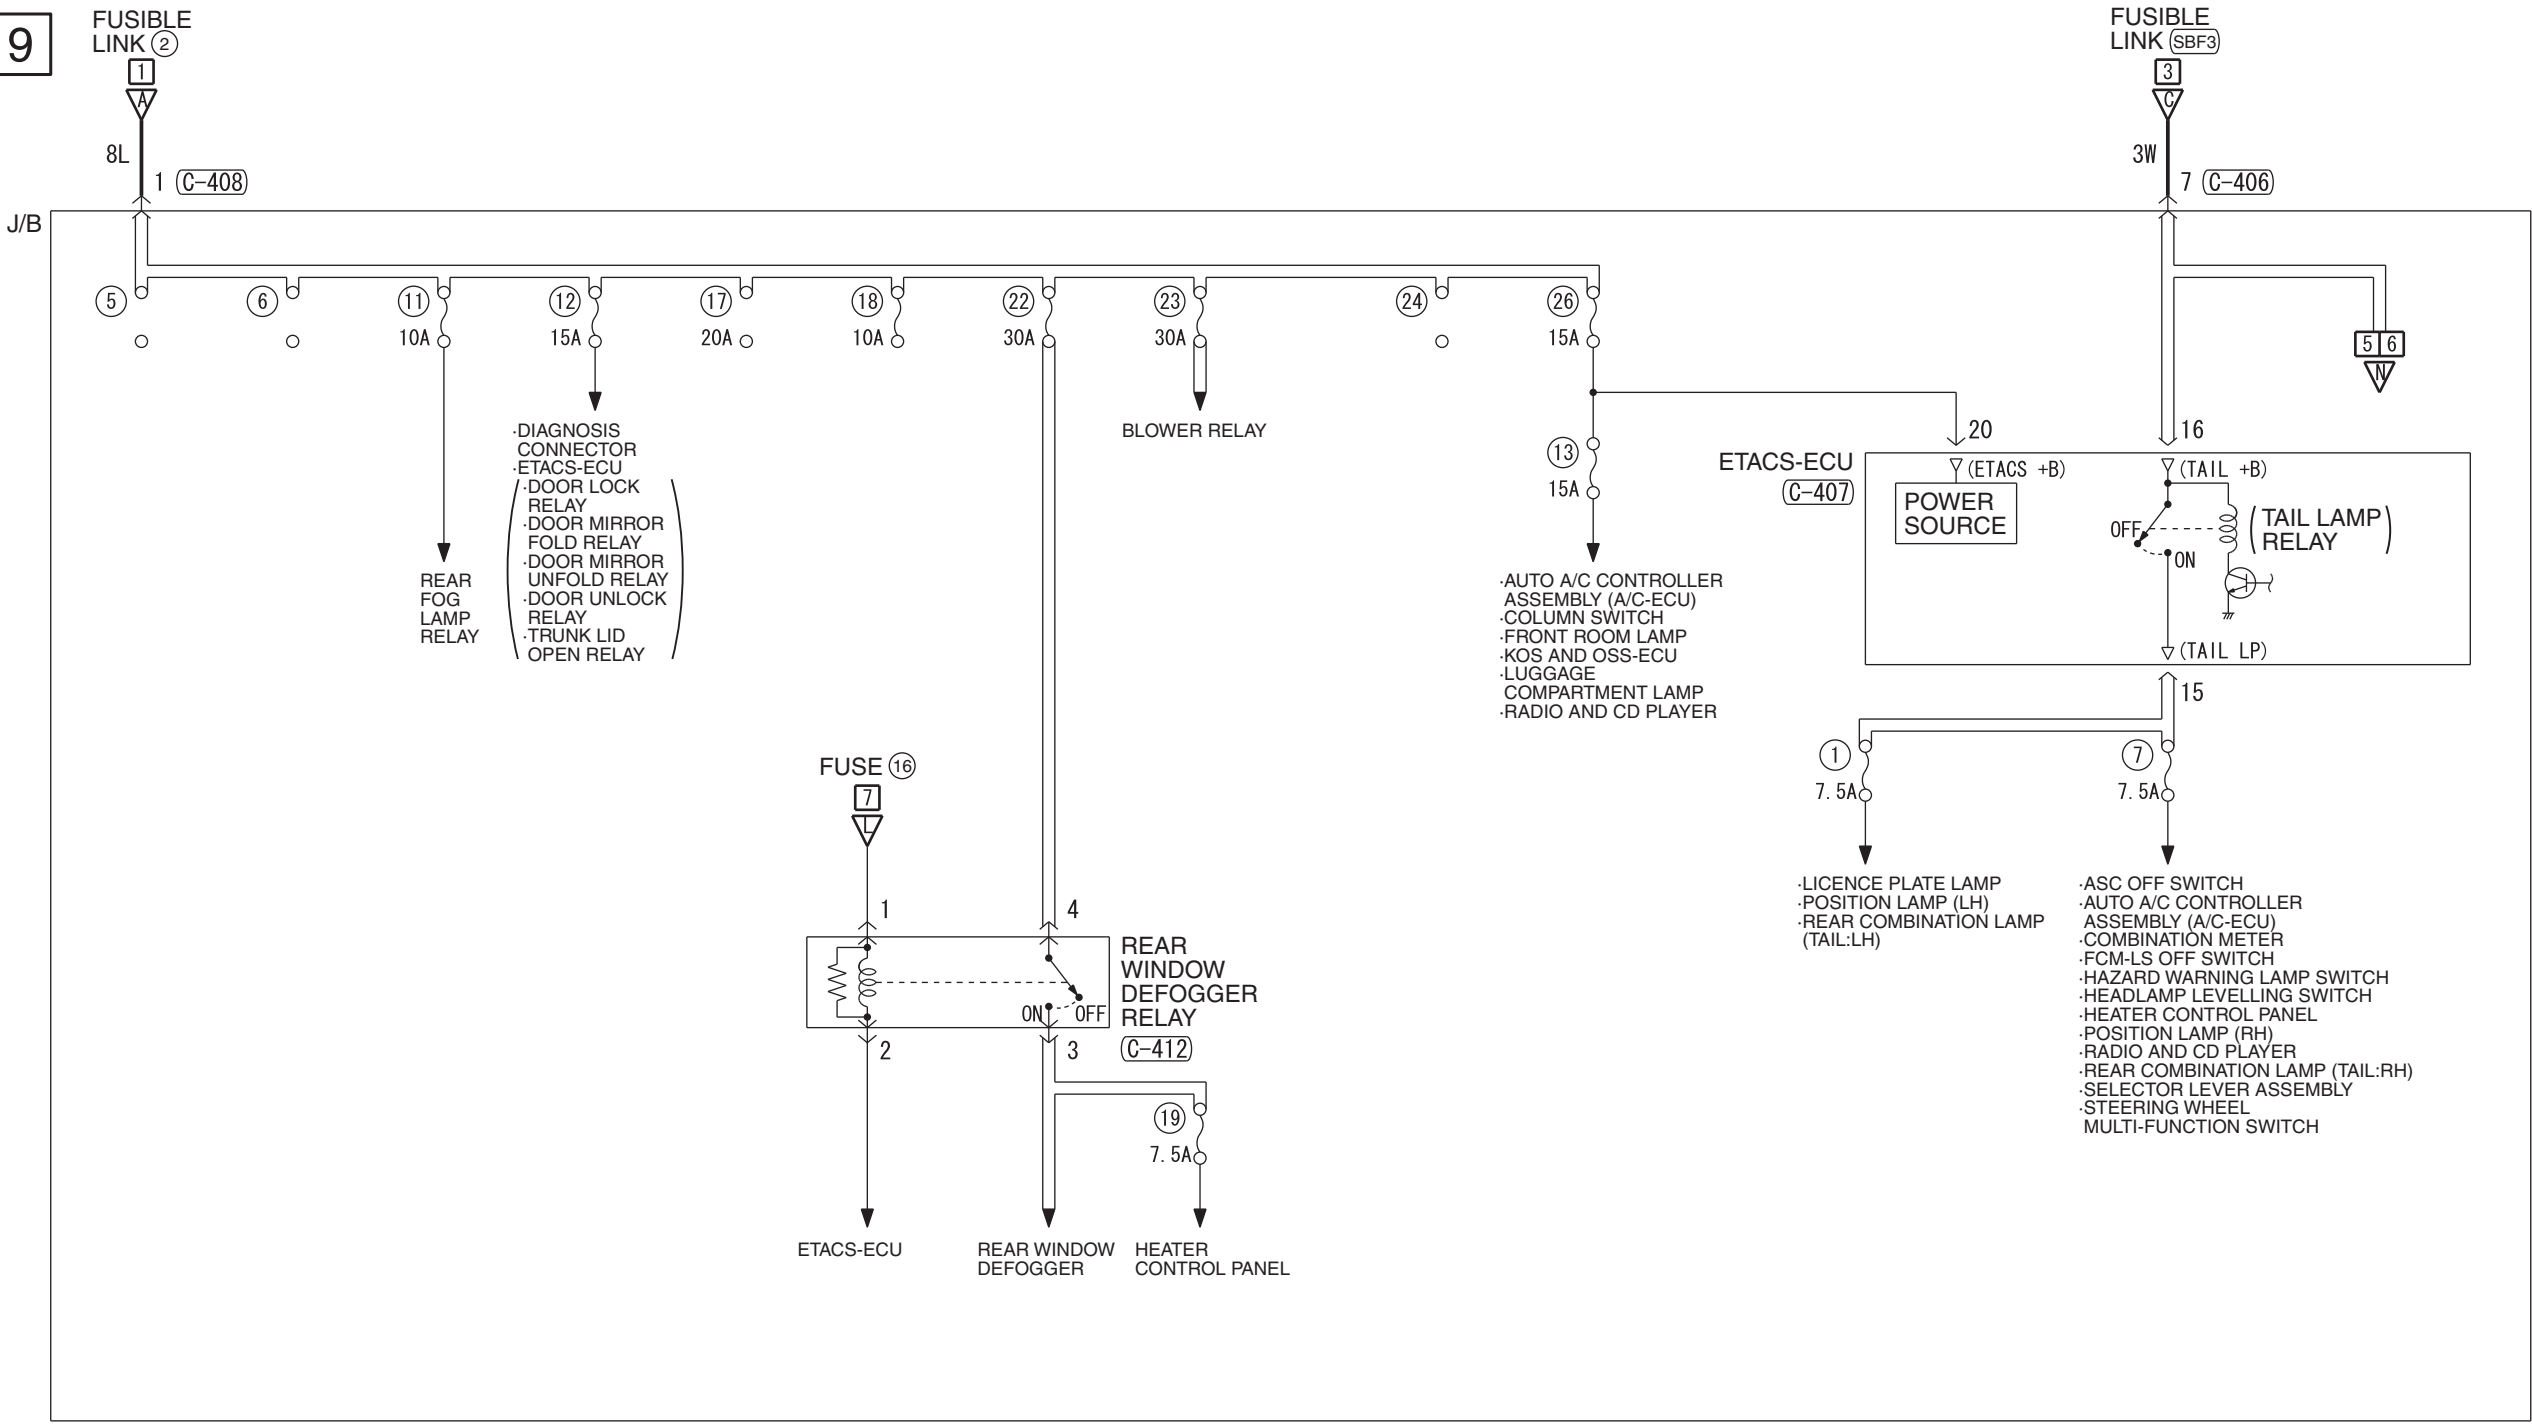 9
FUSIBLE
LINK 2
1
A
8L
1 C-408
FUSIBLE
LINK SBF3
3
C
3W
7 C-406
J/B
5
6
11
10A
12
15A
17
20A
18
10A
22
30A
23
30A
24
26
15A
5 6
N
REAR
FOG
LAMP
RELAY
·DIAGNOSIS
CONNECTOR
·ETACS-ECU
·DOOR LOCK
RELAY
·DOOR MIRROR
FOLD RELAY
·DOOR MIRROR
UNFOLD RELAY
·DOOR UNLOCK
RELAY
·TRUNK LID
OPEN RELAY
BLOWER RELAY
13
15A
·AUTO A/C CONTROLLER
ASSEMBLY (A/C-ECU)
·COLUMN SWITCH
·FRONT ROOM LAMP
·KOS AND OSS-ECU
·LUGGAGE
COMPARTMENT LAMP
·RADIO AND CD PLAYER
20
16
ETACS-ECU
C-407
(ETACS +B)
POWER
SOURCE
(TAIL +B)
OFF
ON
(TAIL LAMP
RELAY)
(TAIL LP)
15
1
7.5A
7
7.5A
·LICENCE PLATE LAMP
·POSITION LAMP (LH)
·REAR COMBINATION LAMP
(TAIL:LH)
·ASC OFF SWITCH
·AUTO A/C CONTROLLER
ASSEMBLY (A/C-ECU)
·COMBINATION METER
·FCM-LS OFF SWITCH
·HAZARD WARNING LAMP SWITCH
·HEADLAMP LEVELLING SWITCH
·HEATER CONTROL PANEL
·POSITION LAMP (RH)
·RADIO AND CD PLAYER
·REAR COMBINATION LAMP (TAIL:RH)
·SELECTOR LEVER ASSEMBLY
·STEERING WHEEL
MULTI-FUNCTION SWITCH
FUSE 16
7
L
1
4
ON OFF
REAR
WINDOW
DEFOGGER
RELAY
C-412
2
3
19
7.5A
ETACS-ECU
REAR WINDOW
DEFOGGER
HEATER
CONTROL PANEL